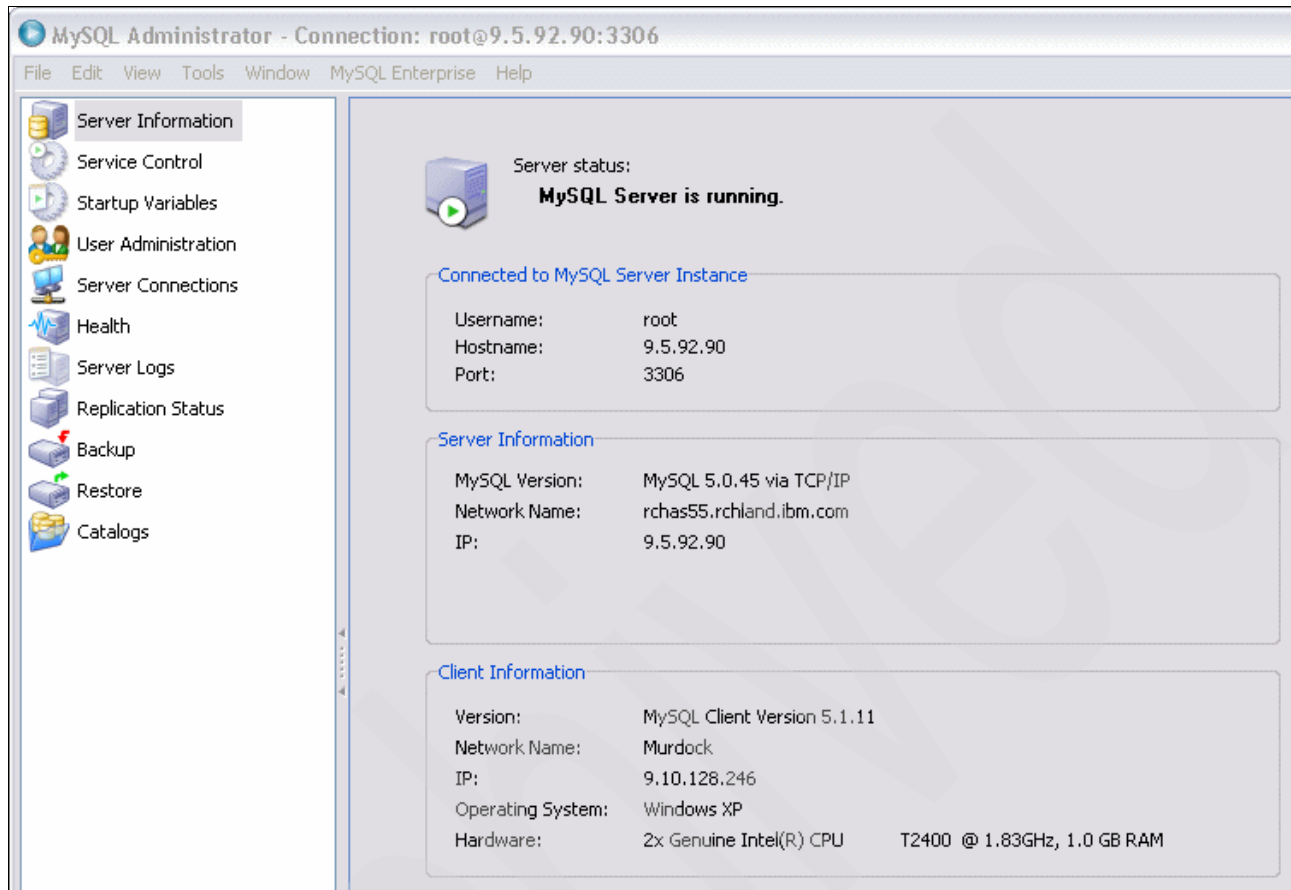 MySQL Administrator - Connection: root@9.5.92.90:3306
File Edit View Tools Window MySQL Enterprise Help
Server Information
Service Control
Startup Variables
User Administration
Server Connections
Health
Server Logs
Replication Status
Backup
Restore
Catalogs
Server status:
MySQL Server is running.
Connected to MySQL Server Instance
Username: root
Hostname: 9.5.92.90
Port: 3306
Server Information
MySQL Version: MySQL 5.0.45 via TCP/IP
Network Name: rchas55.rchland.ibm.com
IP: 9.5.92.90
Client Information
Version: MySQL Client Version 5.1.11
Network Name: Murdock
IP: 9.10.128.246
Operating System: Windows XP
Hardware: 2x Genuine Intel(R) CPU T2400 @ 1.83GHz, 1.0 GB RAM